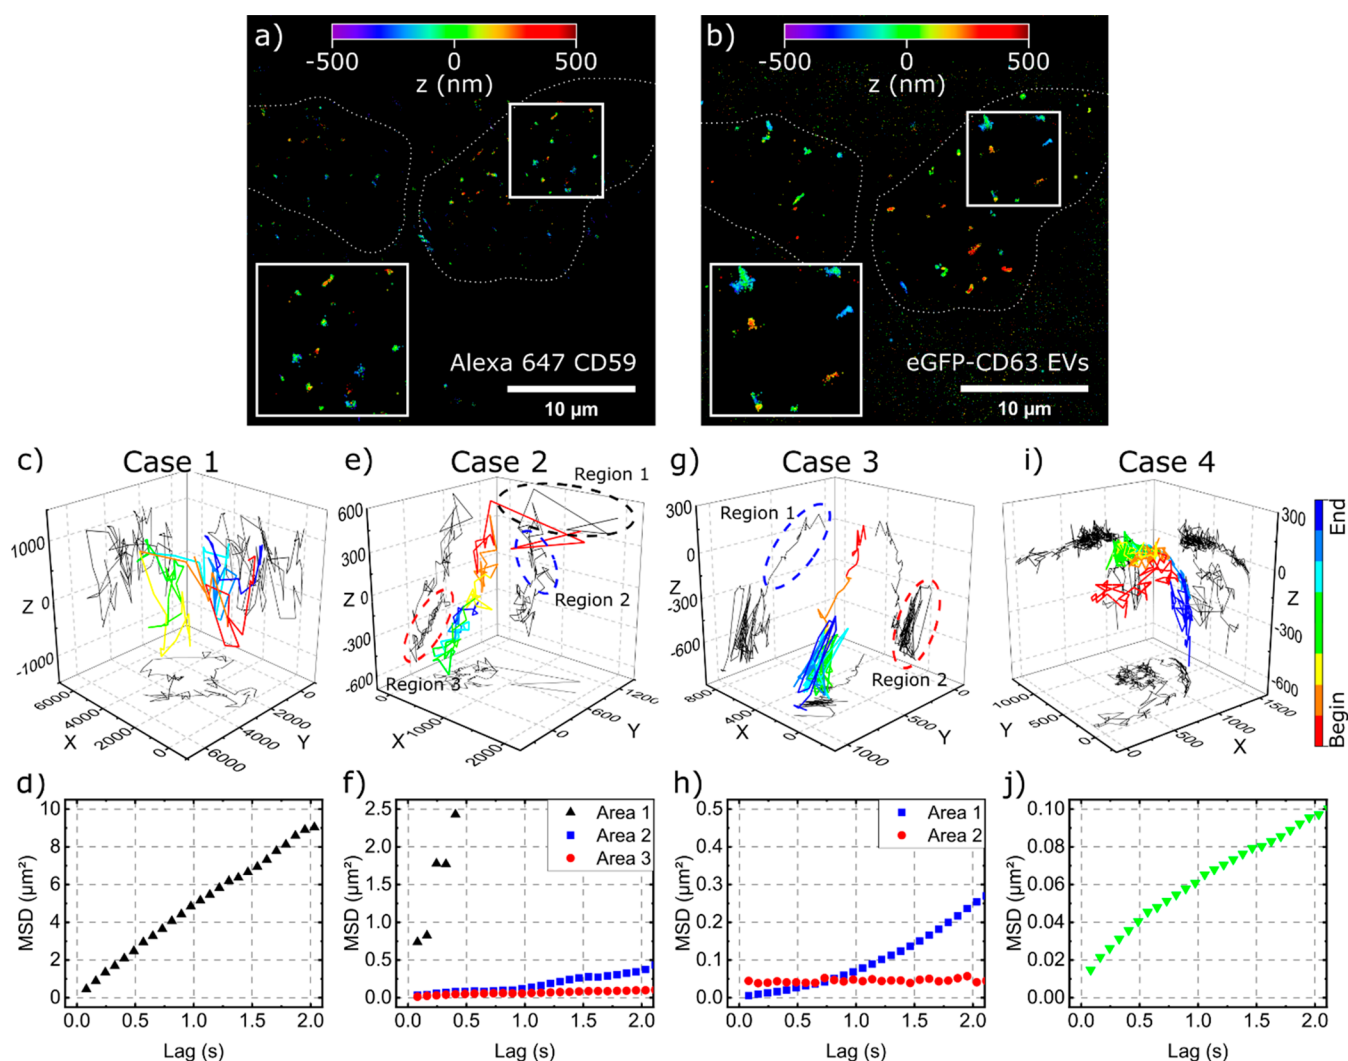 a)
-500 0 500
z (nm)
Alexa 647 CD59
10 µm
b)
-500 0 500
z (nm)
eGFP-CD63 EVs
10 µm
c) Case 1
1000
Z 0
-1000
6000
4000
2000
0
X
0
2000
4000
6000
Y
e) Case 2
Region 1
Region 2
Region 3
600
300
Z 0
-300
-600
0
1000
2000
X
1200
600
0
Y
g) Case 3
Region 1
Region 2
300
0
Z
-300
-600
800
400
0
X
0
500
1000
Y
i) Case 4
300
0
Z
-300
-600
1000
500
0
Y
0
500
1000
1500
X
End
Begin
d)
10
8
6
4
2
0
MSD (µm²)
0.0 0.5 1.0 1.5 2.0
Lag (s)
f)
2.5
2.0
1.5
1.0
0.5
0.0
MSD (µm²)
Area 1
Area 2
Area 3
0.0 0.5 1.0 1.5 2.0
Lag (s)
h)
0.5
0.4
0.3
0.2
0.1
0.0
MSD (µm²)
Area 1
Area 2
0.0 0.5 1.0 1.5 2.0
Lag (s)
j)
0.10
0.08
0.06
0.04
0.02
0.00
MSD (µm²)
0.0 0.5 1.0 1.5 2.0
Lag (s)